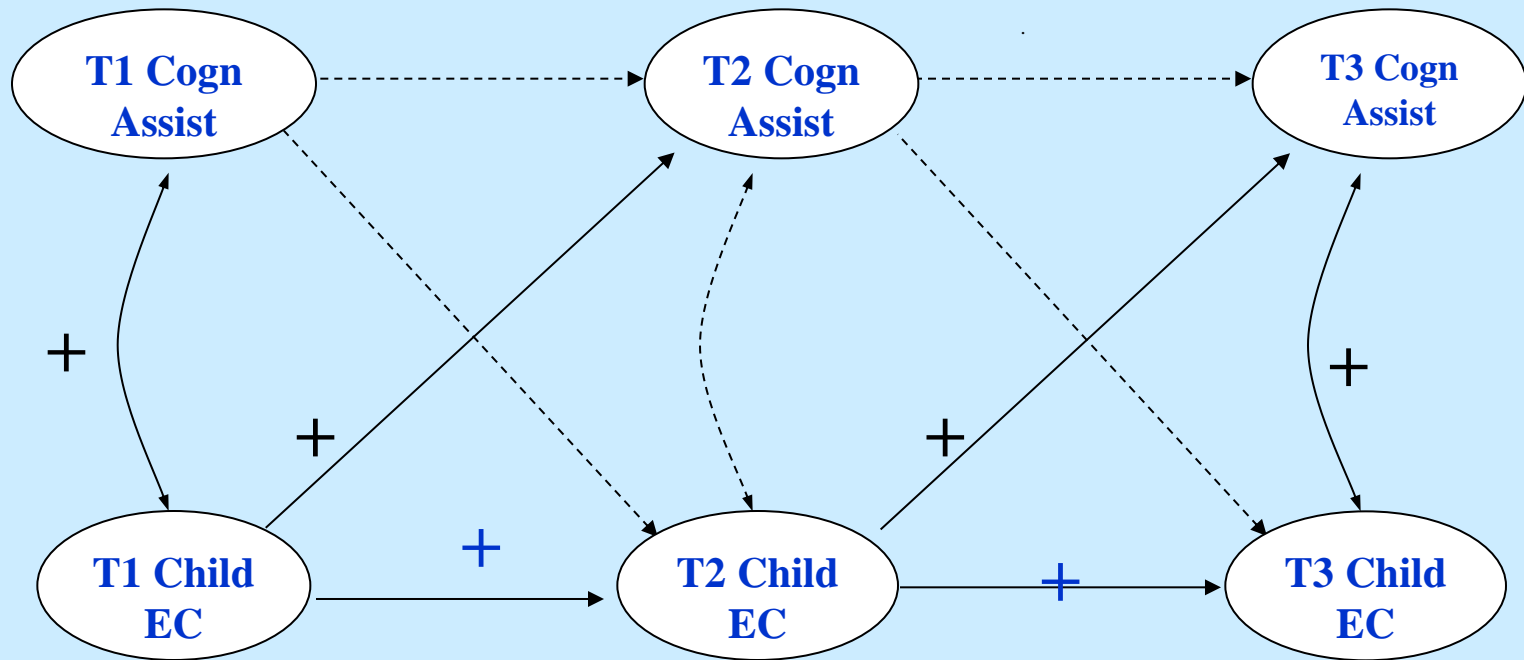 T1 Cogn
Assist
T2 Cogn
Assist
T3 Cogn
Assist
+
+
+
+
+
+
T1 Child
EC
T2 Child
EC
T3 Child
EC